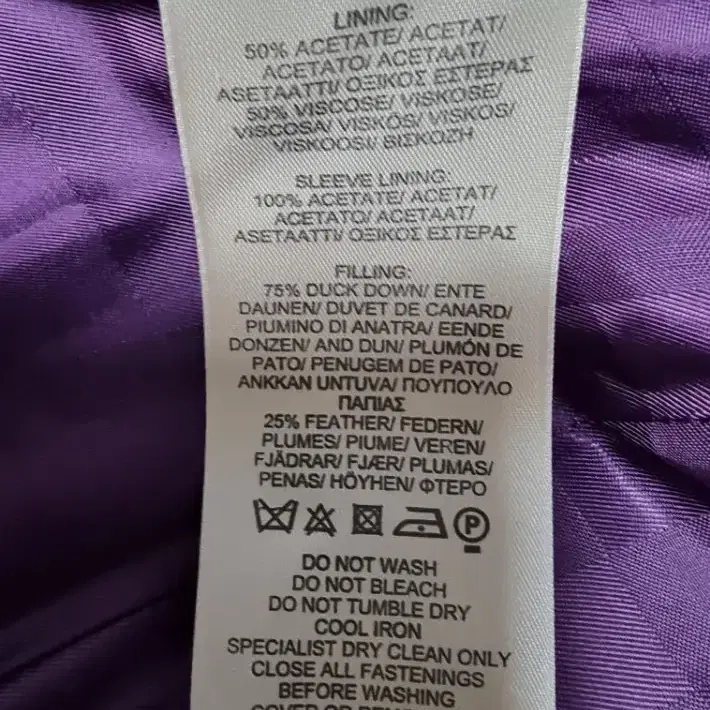 LINING:
50% ACETATE/ ACETAT/
ACETATO/ ACETAAT/
ASETAATTI/ ΟΞΙΚΟΣ ΕΣΤΕΡΑΣ
50% VISCOSE/ VISKOSE/
VISCOSA/ VISKOS/ VISKOS/
VISKOOSI/ ΒΙΣΚΟΖΗ
SLEEVE LINING:
100% ACETATE/ ACETAT/
ACETATO/ ACETAAT/
ASETAATTI/ ΟΞΙΚΟΣ ΕΣΤΕΡΑΣ
FILLING:
75% DUCK DOWN/ ENTE
DAUNEN/ DUVET DE CANARD/
PIUMINO DI ANATRA/ EENDE
DONZEN/ AND DUN/ PLUMÓN DE
PATO/ PENUGEM DE PATO/
ANKKAN UNTUVA/ ΠΟΥΠΟΥΛΟ
ΠΑΠΙΑΣ
25% FEATHER/ FEDERN/
PLUMES/ PIUME/ VEREN/
FJÄDRAR/ FJÆR/ PLUMAS/
PENAS/ HÖYHEN/ ΦΤΕΡΟ
P
DO NOT WASH
DO NOT BLEACH
DO NOT TUMBLE DRY
COOL IRON
SPECIALIST DRY CLEAN ONLY
CLOSE ALL FASTENINGS
BEFORE WASHING